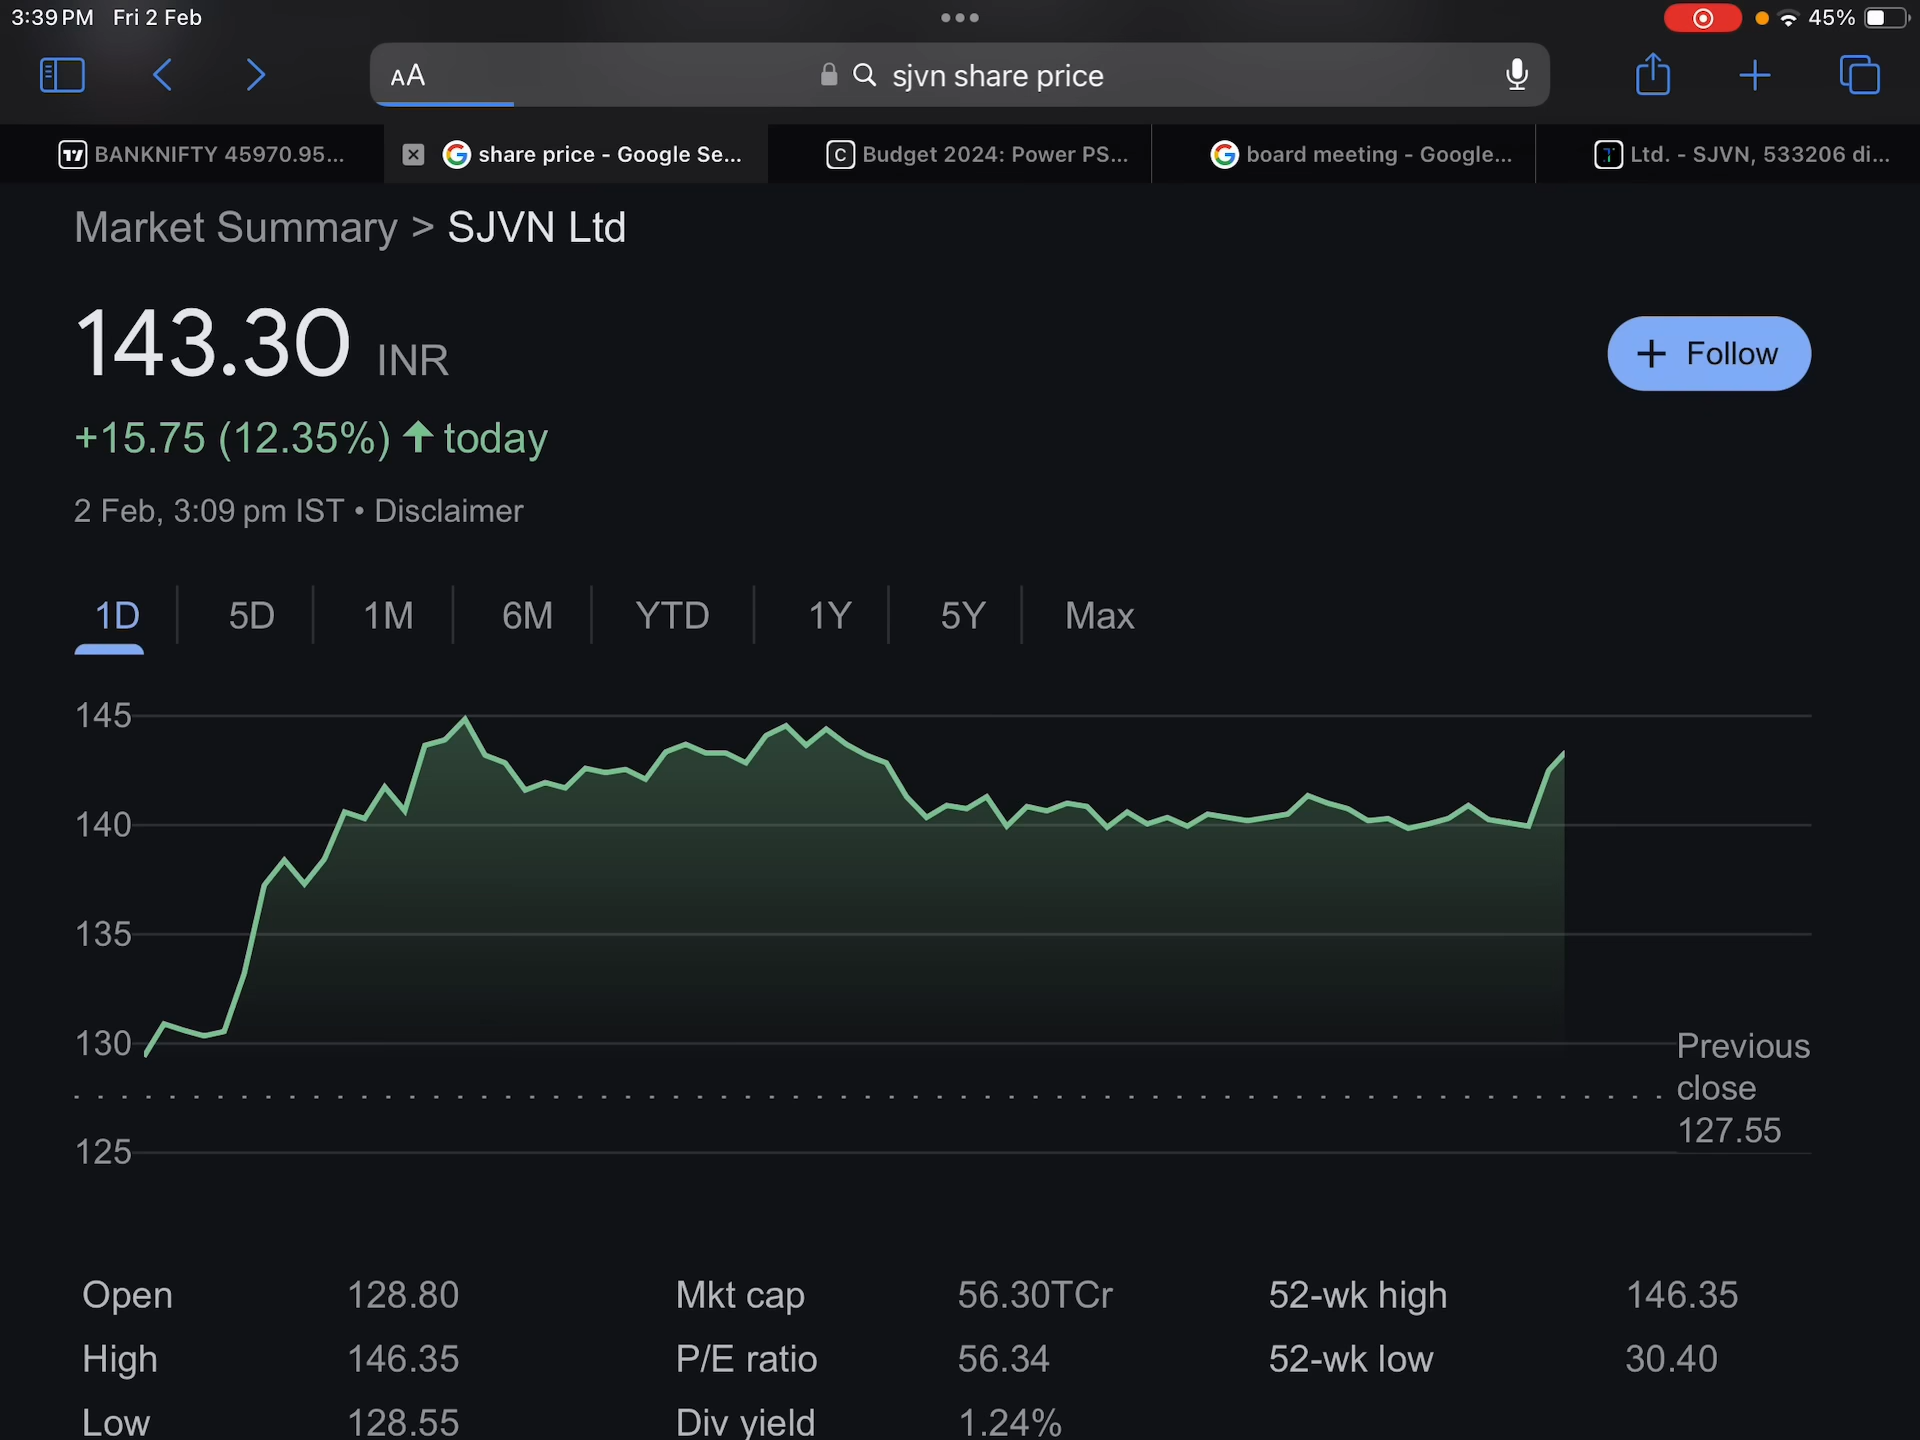 3:39 PM Fri 2 Feb
45%
AA
sjvn share price
BANKNIFTY 45970.95...
share price - Google Se...
Budget 2024: Power PS...
board meeting - Google...
Ltd. - SJVN, 533206 di...
Market Summary > SJVN Ltd
143.30 INR
+ Follow
+15.75 (12.35%) today
2 Feb, 3:09 pm IST • Disclaimer
1D 5D 1M 6M YTD 1Y 5Y Max
145
140
135
130
Previous
close
127.55
125
Open 128.80 Mkt cap 56.30TCr 52-wk high 146.35
High 146.35 P/E ratio 56.34 52-wk low 30.40
Low 128.55 Div yield 1.24%